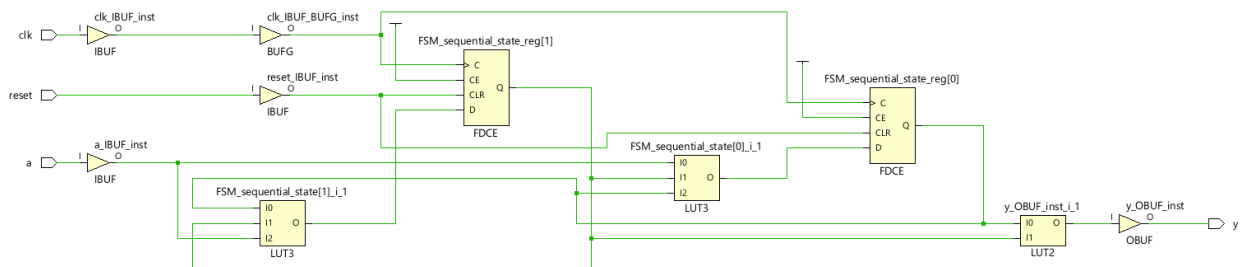 clk
I
clk_IBUF_inst
O
IBUF
I
clk_IBUF_BUFG_inst
O
BUFG
FSM_sequential_state_reg[1]
C
CE
CLR
D
Q
FDCE
FSM_sequential_state_reg[0]
C
CE
CLR
D
Q
FDCE
reset
I
reset_IBUF_inst
O
IBUF
a
I
a_IBUF_inst
O
IBUF
FSM_sequential_state[0]_i_1
I0
I1
I2
O
LUT3
FSM_sequential_state[1]_i_1
I0
I1
I2
O
LUT3
y_OBUF_inst_i_1
I0
I1
O
LUT2
I
y_OBUF_inst
O
OBUF
y